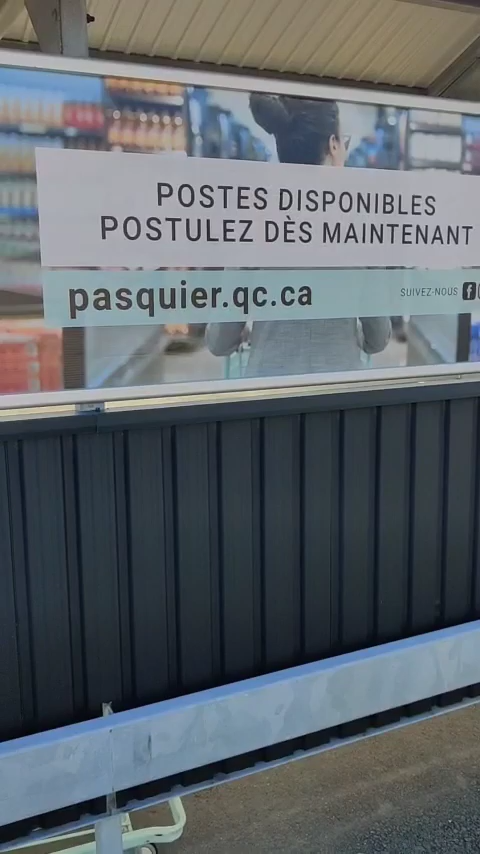 POSTES DISPONIBLES
POSTULEZ DÈS MAINTENANT
pasquier.qc.ca
SUIVEZ-NOUS